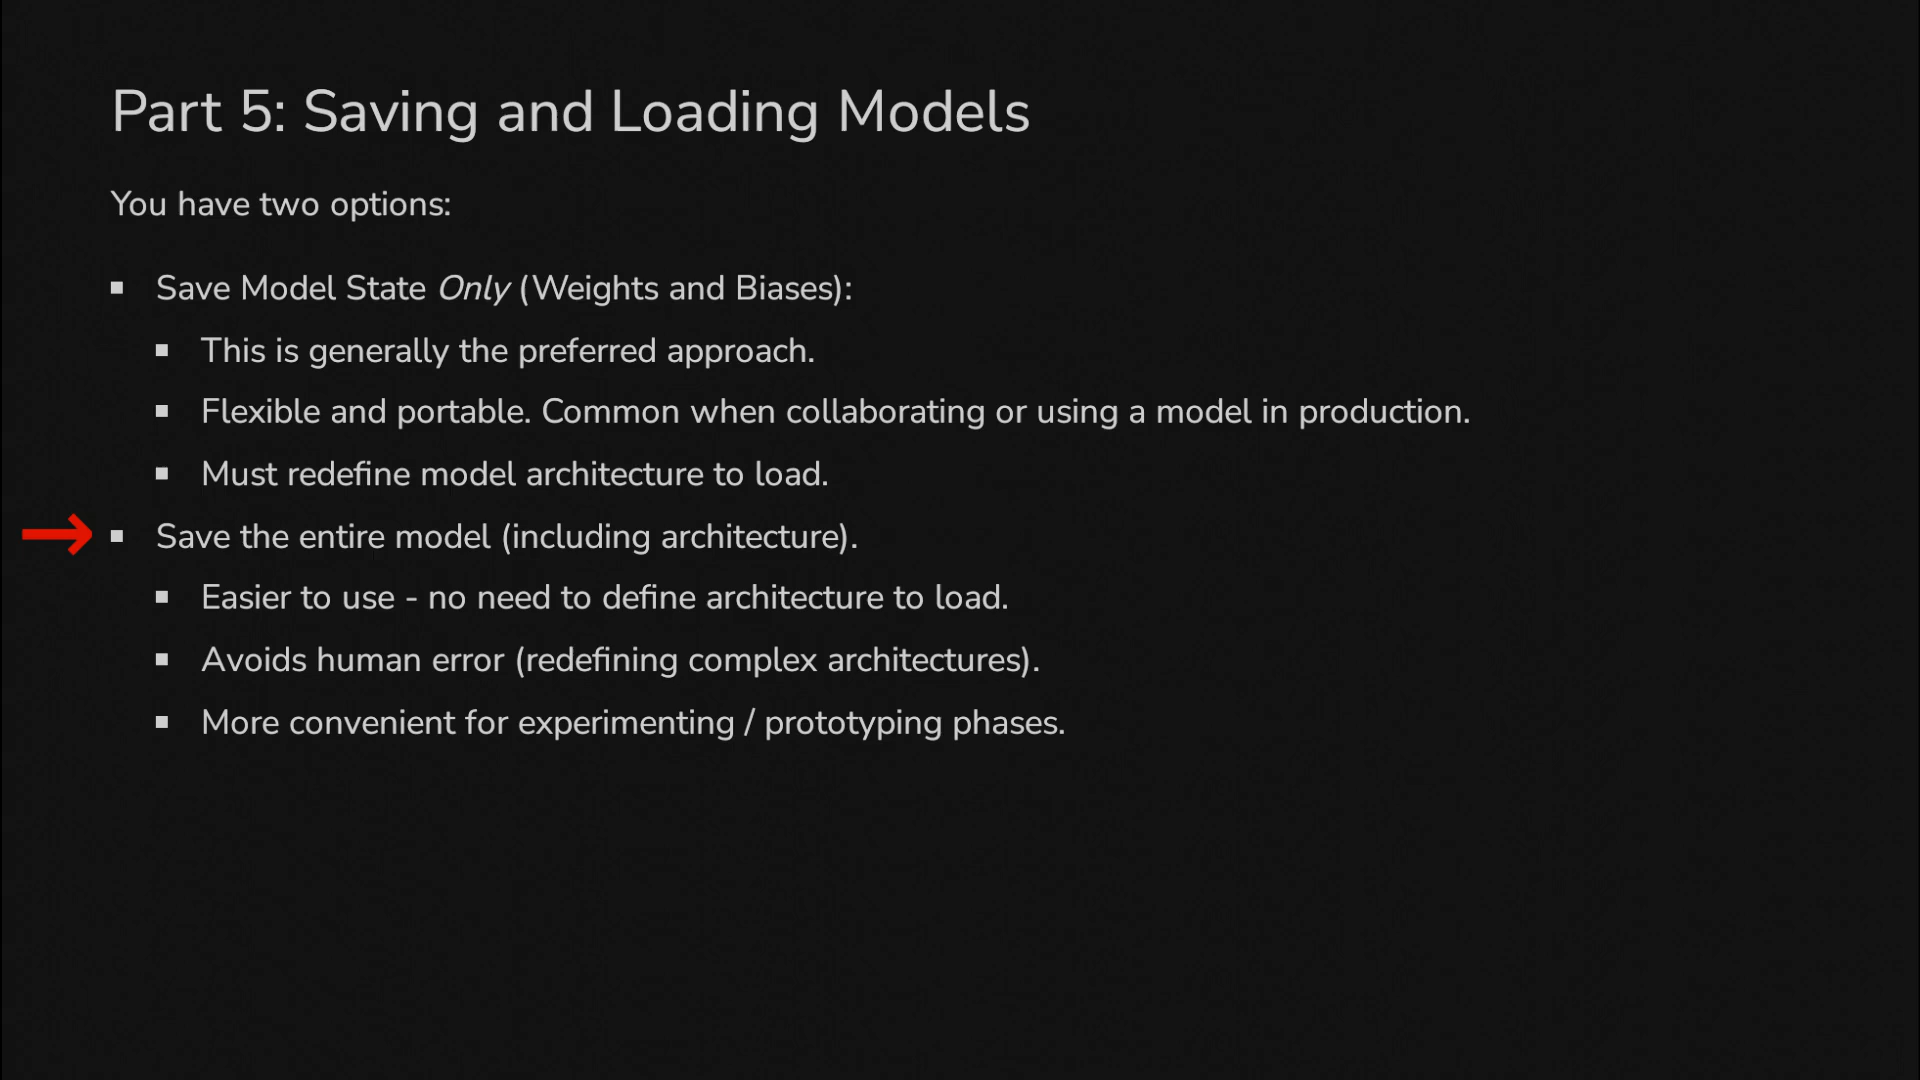 Part 5: Saving and Loading Models
You have two options:
Save Model State Only (Weights and Biases):
This is generally the preferred approach.
Flexible and portable. Common when collaborating or using a model in production.
Must redefine model architecture to load.
Save the entire model (including architecture).
Easier to use - no need to define architecture to load.
Avoids human error (redefining complex architectures).
More convenient for experimenting / prototyping phases.